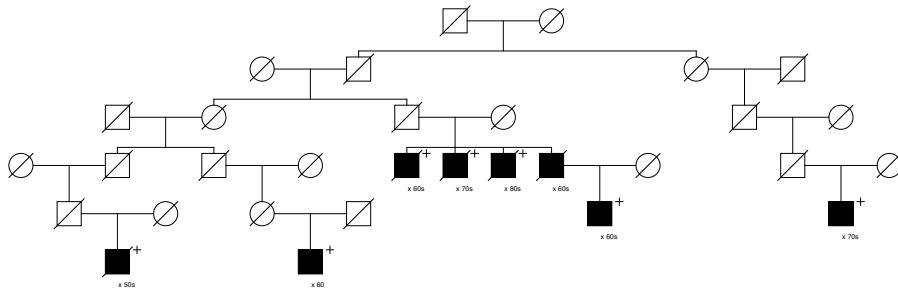 + + +
x 60s x 70s x 80s x 60s
+ +
x 60s x 70s
+ +
x 50s x 60